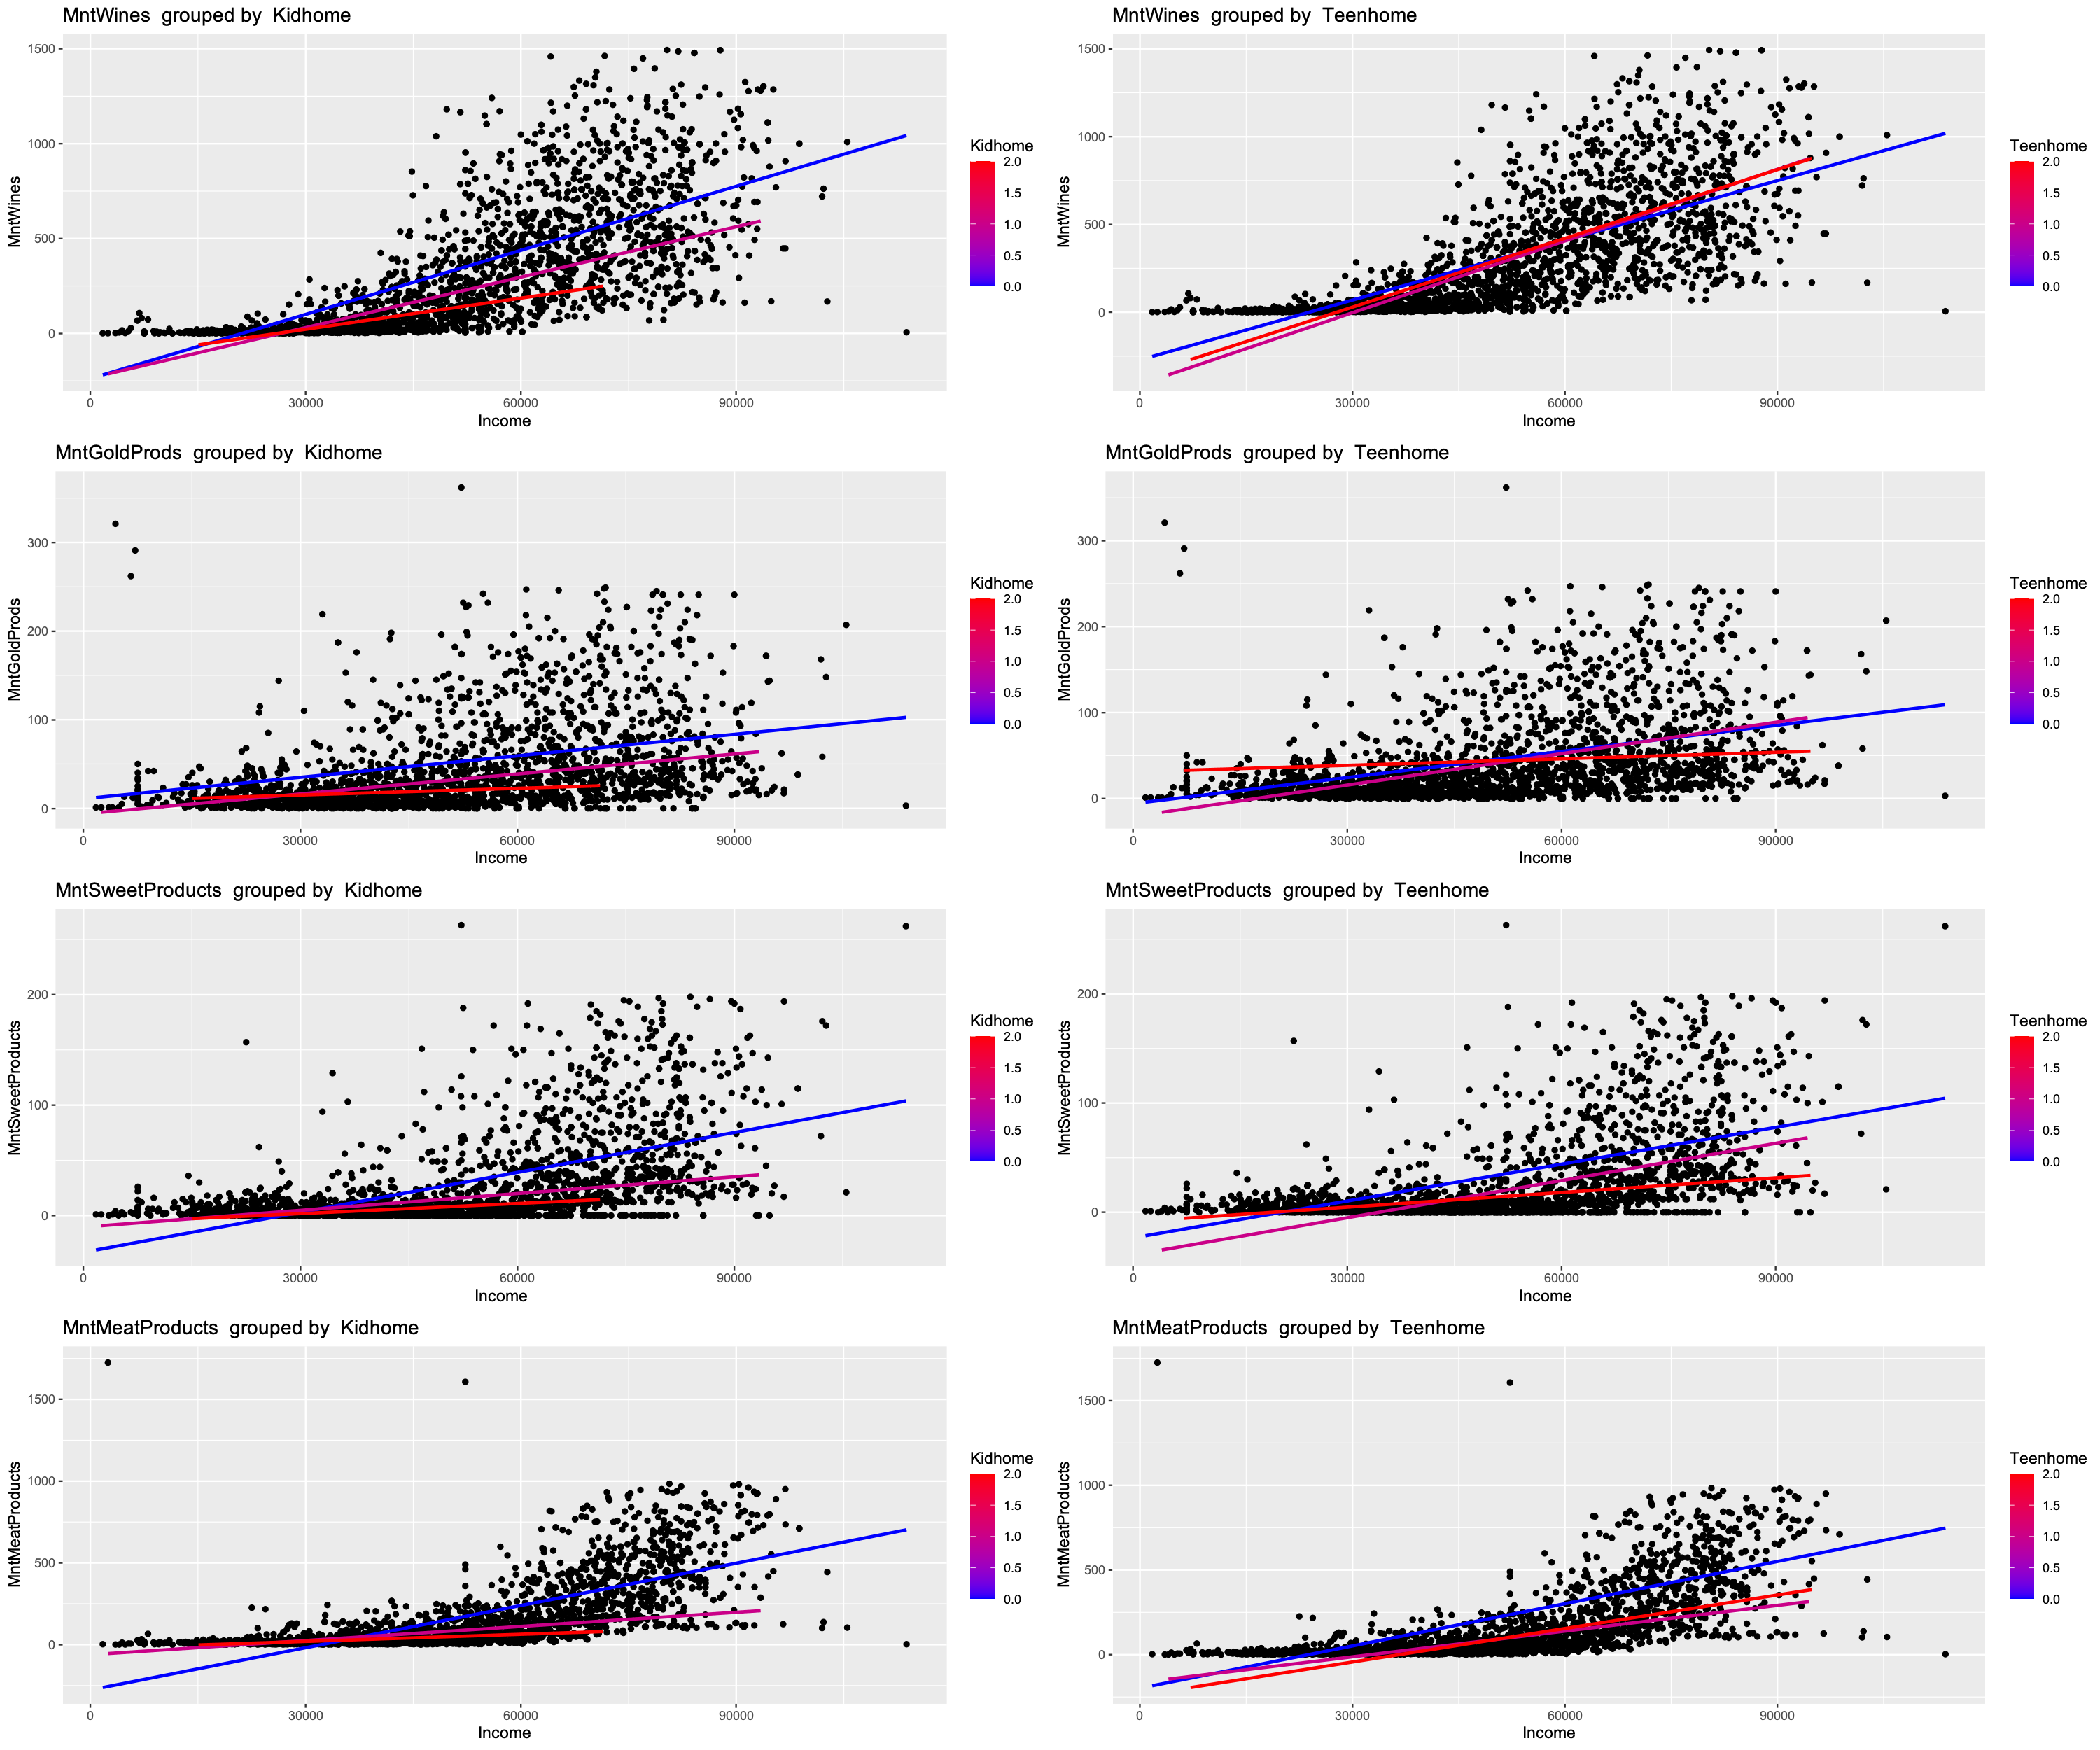 MntWines  grouped by  Kidhome
1500
1000
500
0
MntWines
0 30000 60000 90000
Income
Kidhome
2.0
1.5
1.0
0.5
0.0
MntWines  grouped by  Teenhome
1500
1000
500
0
MntWines
0 30000 60000 90000
Income
Teenhome
2.0
1.5
1.0
0.5
0.0
MntGoldProds  grouped by  Kidhome
300
200
100
0
MntGoldProds
0 30000 60000 90000
Income
Kidhome
2.0
1.5
1.0
0.5
0.0
MntGoldProds  grouped by  Teenhome
300
200
100
0
MntGoldProds
0 30000 60000 90000
Income
Teenhome
2.0
1.5
1.0
0.5
0.0
MntSweetProducts  grouped by  Kidhome
200
100
0
MntSweetProducts
0 30000 60000 90000
Income
Kidhome
2.0
1.5
1.0
0.5
0.0
MntSweetProducts  grouped by  Teenhome
200
100
0
MntSweetProducts
0 30000 60000 90000
Income
Teenhome
2.0
1.5
1.0
0.5
0.0
MntMeatProducts  grouped by  Kidhome
1500
1000
500
0
MntMeatProducts
0 30000 60000 90000
Income
Kidhome
2.0
1.5
1.0
0.5
0.0
MntMeatProducts  grouped by  Teenhome
1500
1000
500
0
MntMeatProducts
0 30000 60000 90000
Income
Teenhome
2.0
1.5
1.0
0.5
0.0